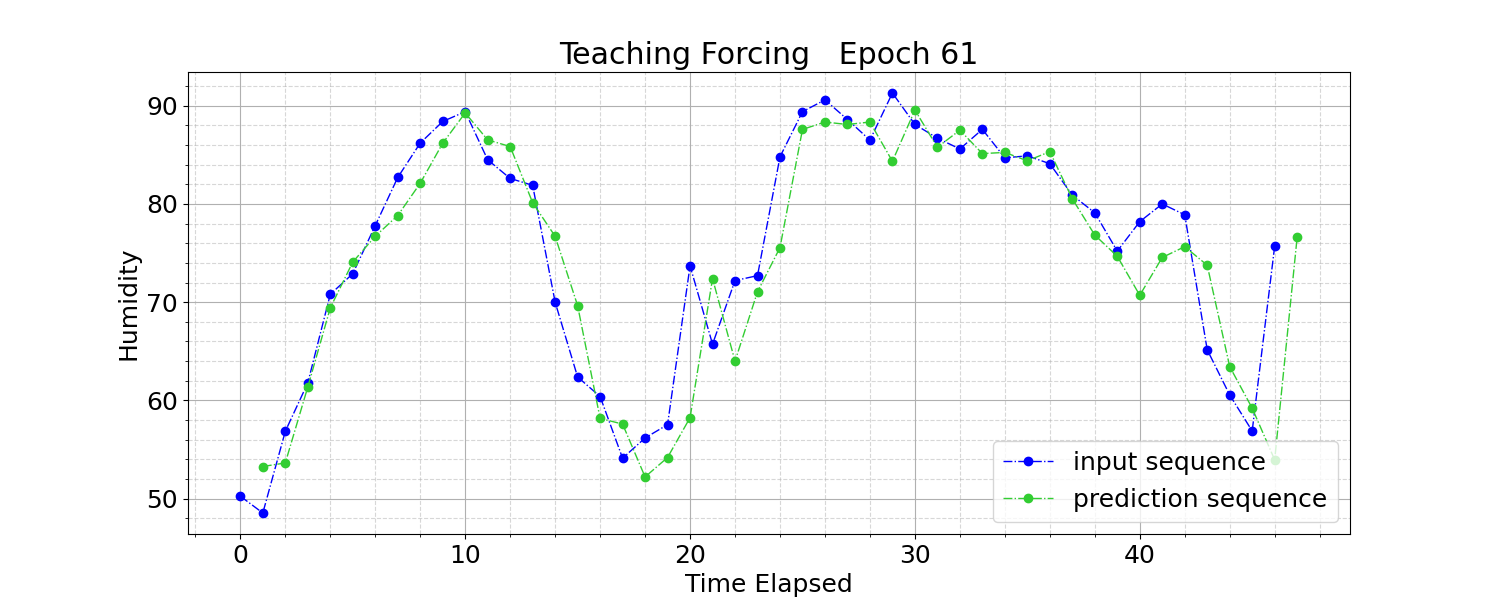 Teaching Forcing   Epoch 61
Humidity
90
80
70
60
50
0 10 20 30 40
Time Elapsed
input sequence
prediction sequence